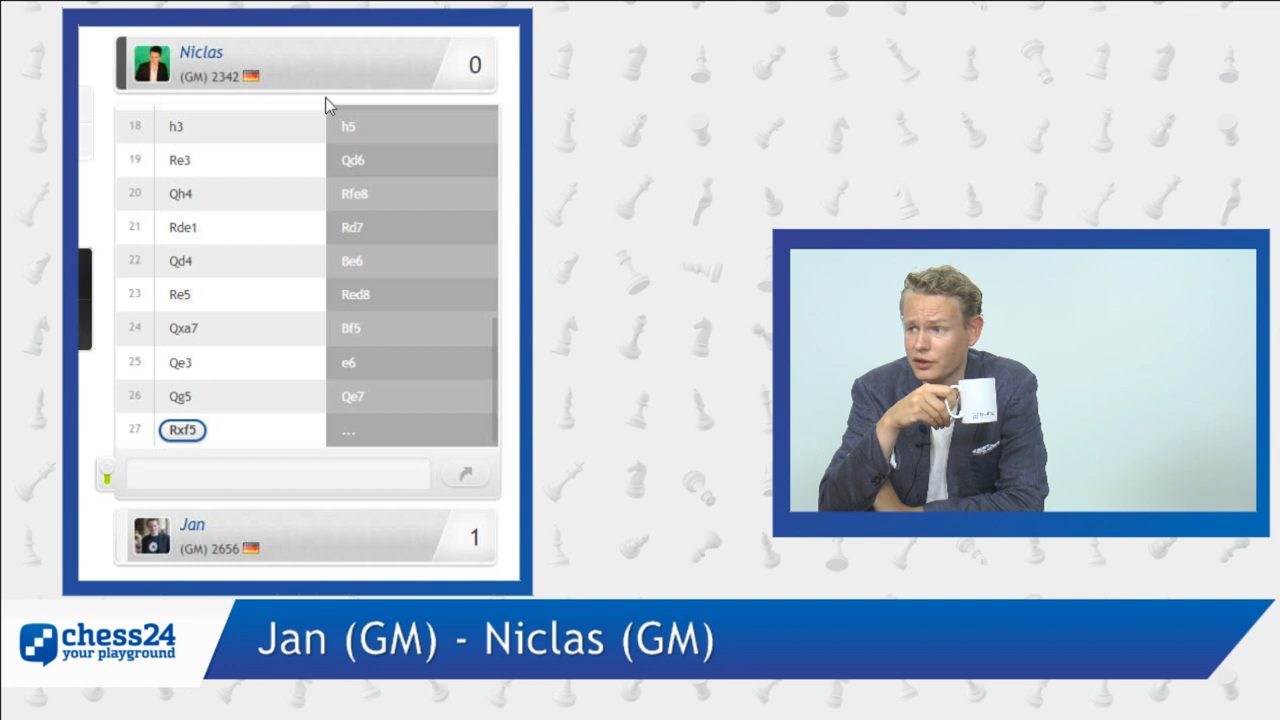 Niclas
(GM) 2342
0
18 h3 h5
19 Re3 Qd6
20 Qh4 Rfe8
21 Rde1 Rd7
22 Qd4 Be6
23 Re5 Red8
24 Qxa7 Bf5
25 Qe3 e6
26 Qg5 Qe7
27 Rxf5 ...
Jan
(GM) 2656
1
chess24
your playground
Jan (GM) - Niclas (GM)